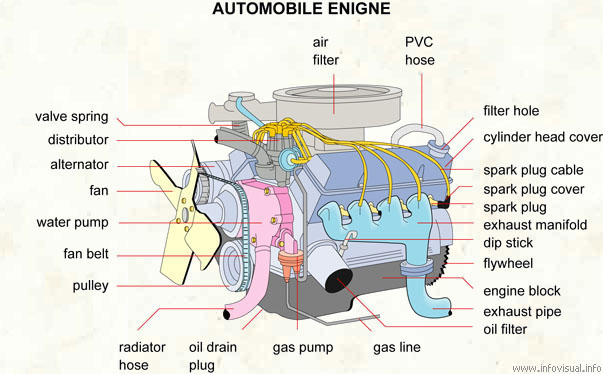 AUTOMOBILE ENIGNE
air
filter
PVC
hose
valve spring
distributor
alternator
fan
water pump
fan belt
pulley
filter hole
cylinder head cover
spark plug cable
spark plug cover
spark plug
exhaust manifold
dip stick
flywheel
engine block
exhaust pipe
oil filter
radiator
hose
oil drain
plug
gas pump
gas line
www.infovisual.info